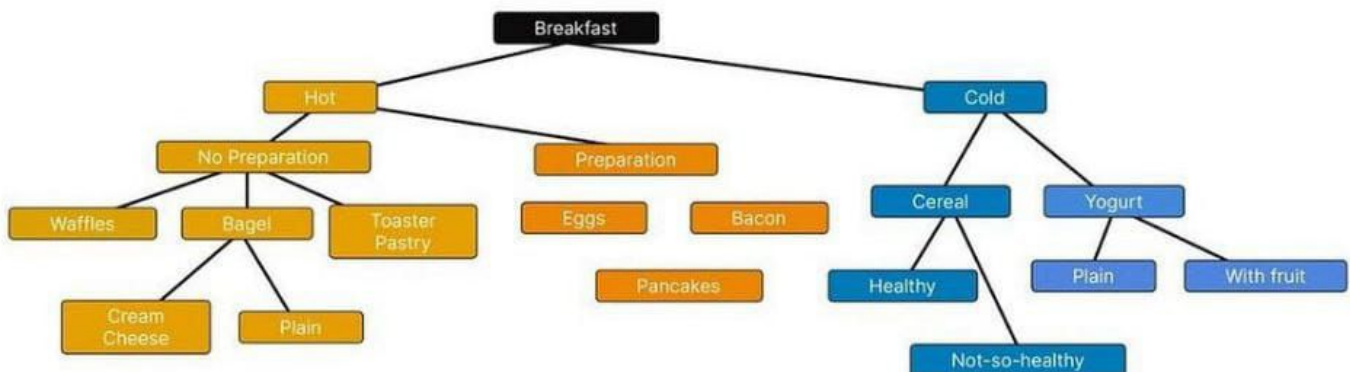 Breakfast
Hot
Cold
No Preparation
Preparation
Waffles
Bagel
Toaster
Pastry
Eggs
Bacon
Cereal
Yogurt
Pancakes
Healthy
Plain
With fruit
Cream
Cheese
Plain
Not-so-healthy